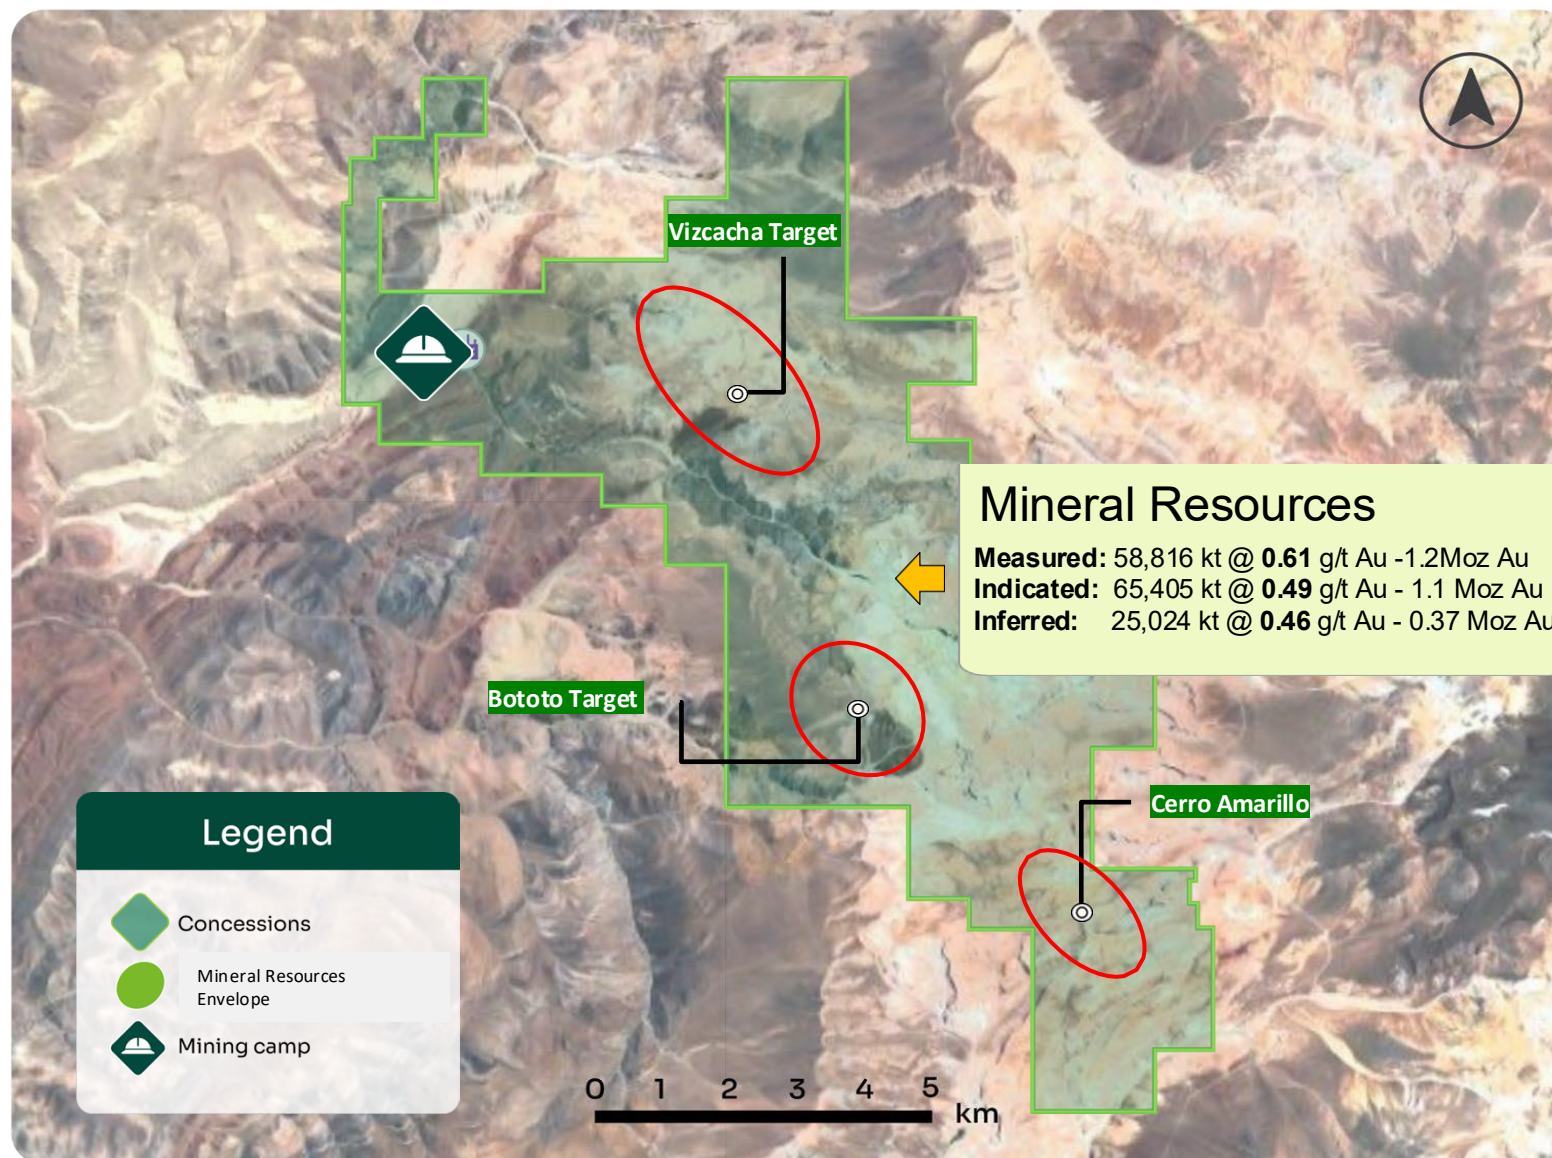 Vizcacha Target
Mineral Resources
Measured: 58,816 kt @ 0.61 g/t Au -1.2Moz Au
Indicated: 65,405 kt @ 0.49 g/t Au - 1.1 Moz Au
Inferred: 25,024 kt @ 0.46 g/t Au - 0.37 Moz Au
Bototo Target
Cerro Amarillo
Legend
Concessions
Mineral Resources
Envelope
Mining camp
0 1 2 3 4 5
km